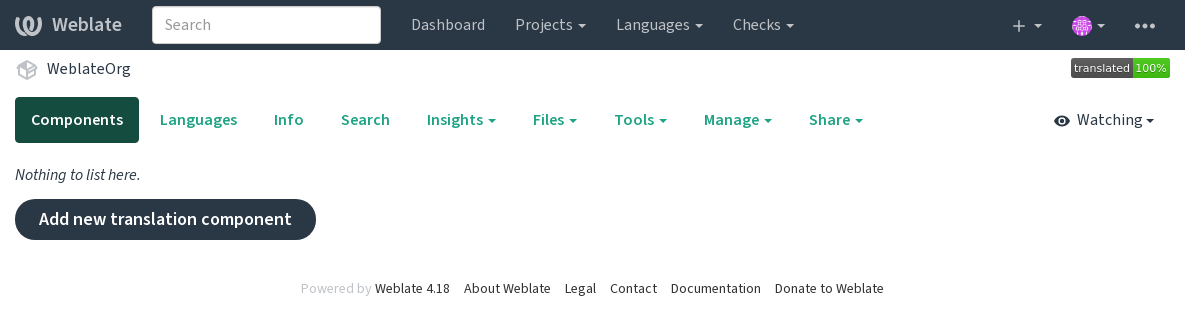 Weblate Search Dashboard Projects Languages Checks
WeblateOrg translated 100%
Components Languages Info Search Insights Files Tools Manage Share Watching
Nothing to list here.
Add new translation component
Powered by Weblate 4.18 About Weblate Legal Contact Documentation Donate to Weblate